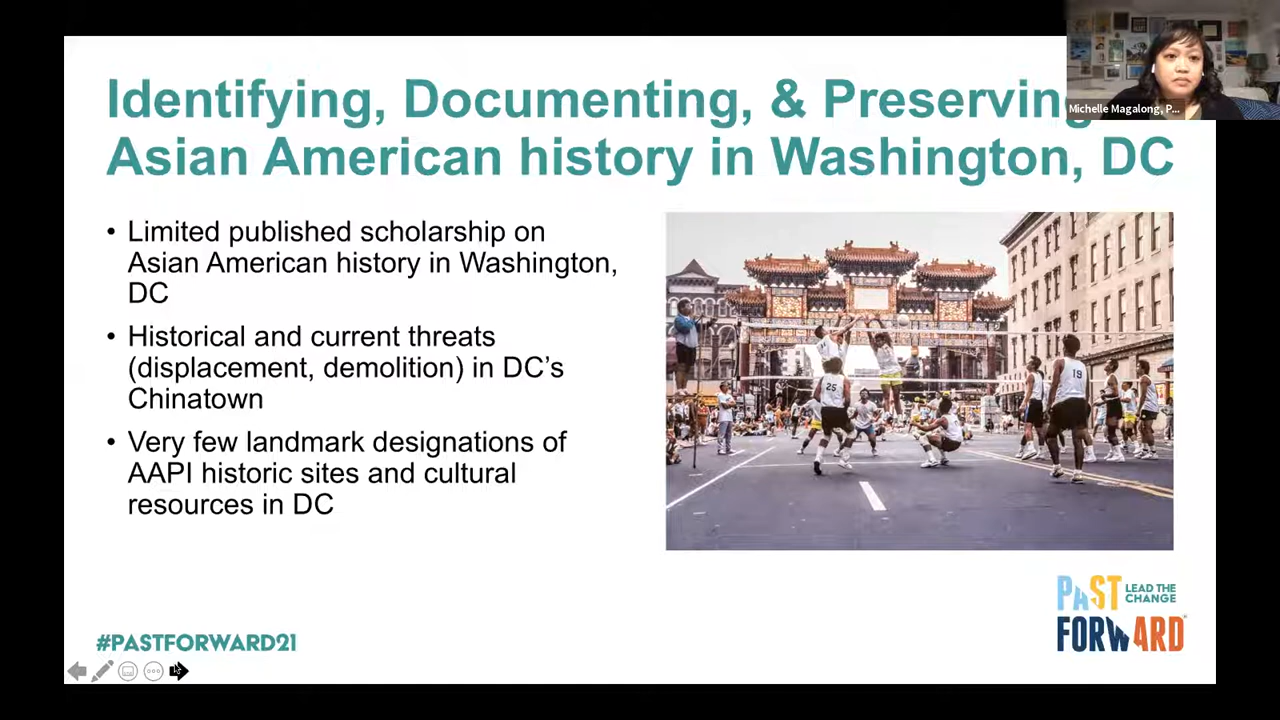 Identifying, Documenting, & Preserving
Asian American history in Washington, DC
Michelle Magalong, P...
• Limited published scholarship on
Asian American history in Washington,
DC
• Historical and current threats
(displacement, demolition) in DC’s
Chinatown
• Very few landmark designations of
AAPI historic sites and cultural
resources in DC
25
19
#PASTFORWARD21
PAST LEAD THE
CHANGE
FORWARD